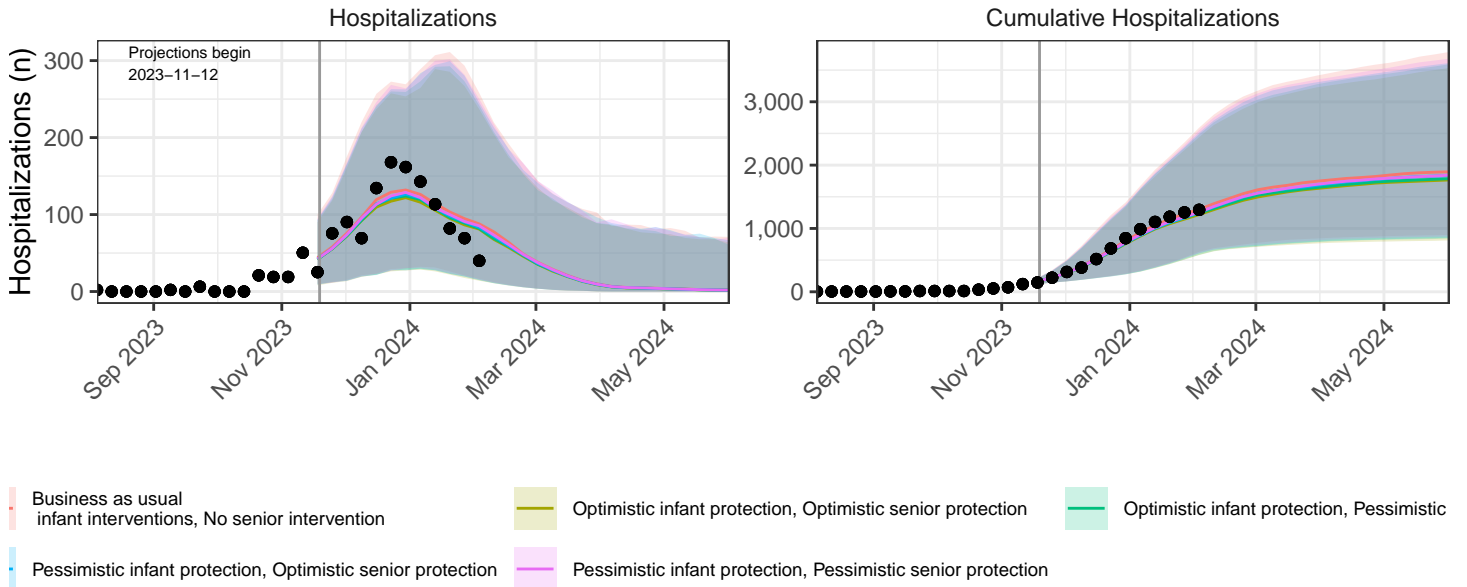 Hospitalizations
Cumulative Hospitalizations
Hospitalizations (n)
300
200
100
0
Projections begin
2023−11−12
3,000
2,000
1,000
0
Sep 2023
Nov 2023
Jan 2024
Mar 2024
May 2024
Sep 2023
Nov 2023
Jan 2024
Mar 2024
May 2024
Business as usual
infant interventions, No senior intervention
Optimistic infant protection, Optimistic senior protection
Optimistic infant protection, Pessimistic
Pessimistic infant protection, Optimistic senior protection
Pessimistic infant protection, Pessimistic senior protection